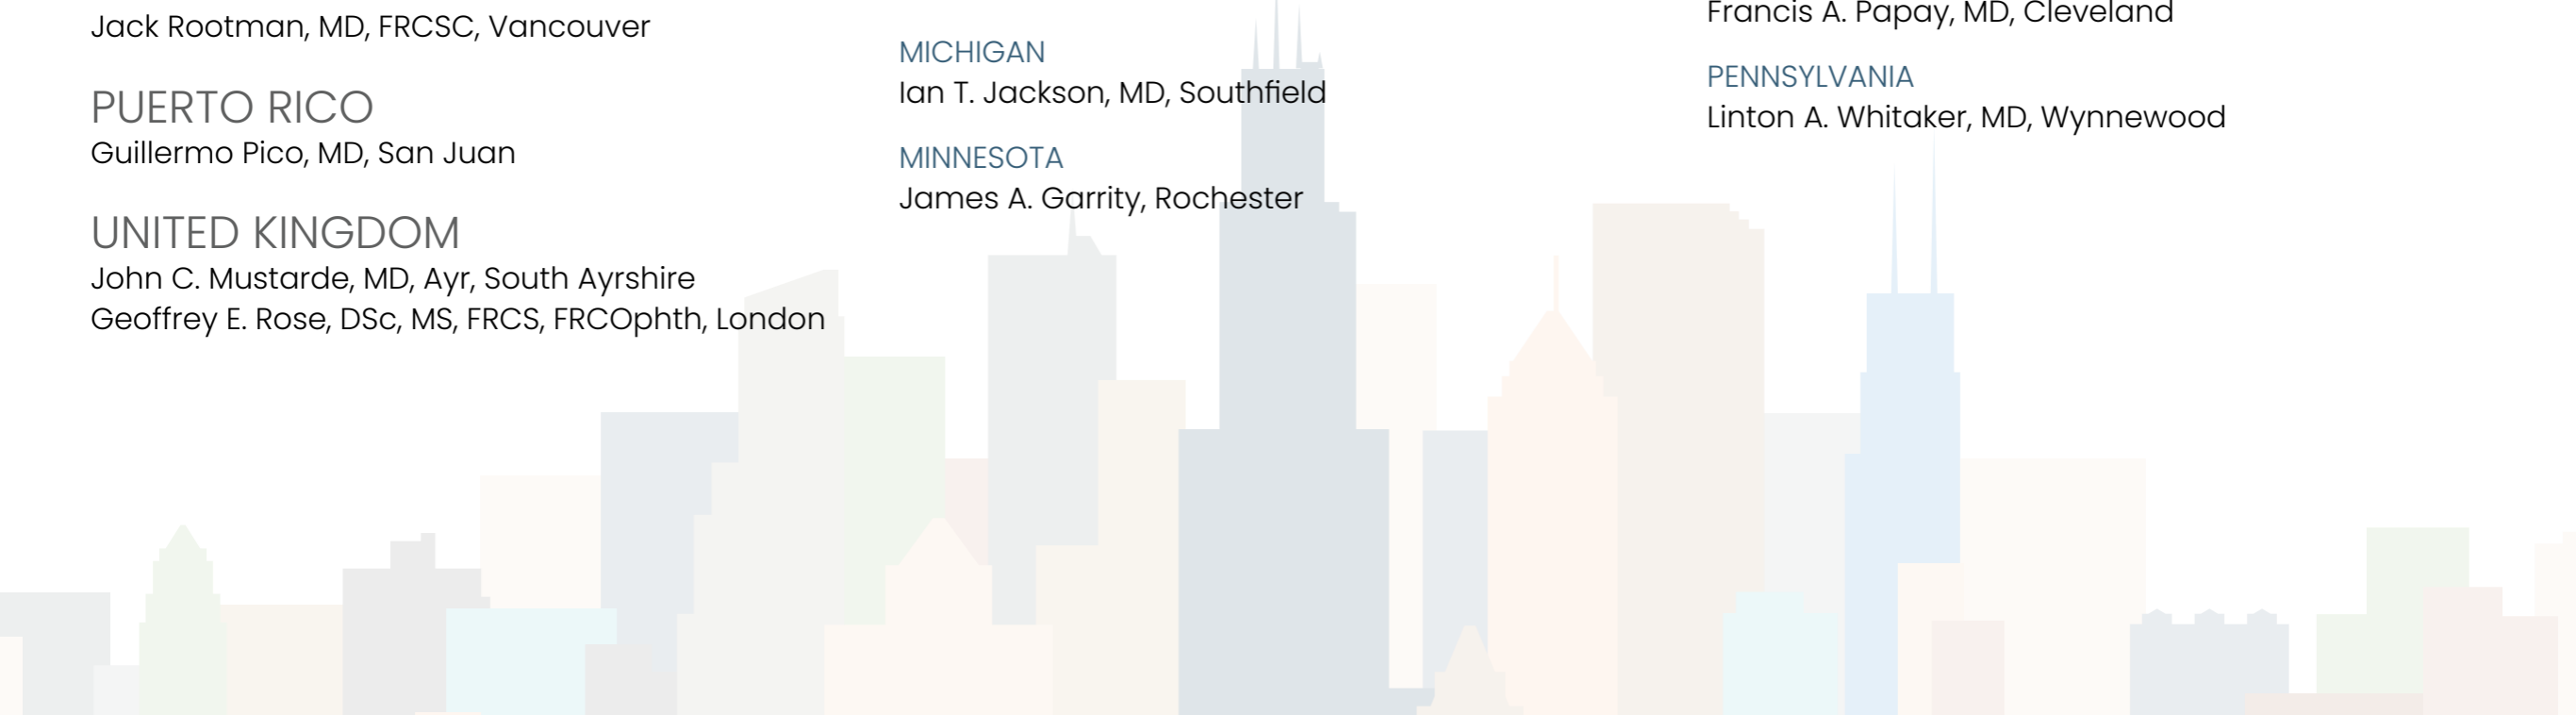 Jack Rootman, MD, FRCSC, Vancouver
PUERTO RICO
Guillermo Pico, MD, San Juan
UNITED KINGDOM
John C. Mustarde, MD, Ayr, South Ayrshire
Geoffrey E. Rose, DSc, MS, FRCS, FRCOphth, London
MICHIGAN
Ian T. Jackson, MD, Southfield
MINNESOTA
James A. Garrity, Rochester
Francis A. Papay, MD, Cleveland
PENNSYLVANIA
Linton A. Whitaker, MD, Wynnewood